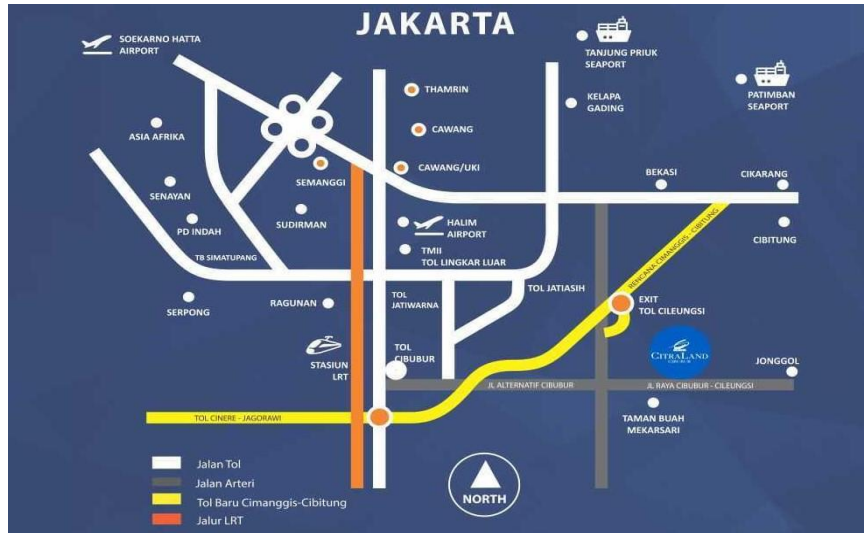 JAKARTA
SOEKARNO HATTA
AIRPORT
TANJUNG PRIUK
SEAPORT
THAMRIN
KELAPA
GADING
PATIMBAN
SEAPORT
ASIA AFRIKA
CAWANG
SEMANGGI
CAWANG/UKI
BEKASI
CIKARANG
SENAYAN
PD INDAH
SUDIRMAN
HALIM
AIRPORT
CIBITUNG
TB SIMATUPANG
TMII
TOL LINGKAR LUAR
RENCANA CIMANGGIS - CIBITUNG
SERPONG
RAGUNAN
TOL
JATIWARNA
TOL JATIASIH
EXIT
TOL CILEUNGSI
STASIUN
LRT
TOL
CIBUBUR
CITRALAND
JONGGOL
JL ALTERNATIF CIBUBUR
JL RAYA CIBUBUR - CILEUNGSI
TOL CINERE - JAGORAWI
TAMAN BUAH
MEKARSARI
Jalan Tol
Jalan Arteri
Tol Baru Cimanggis-Cibitung
Jalur LRT
NORTH